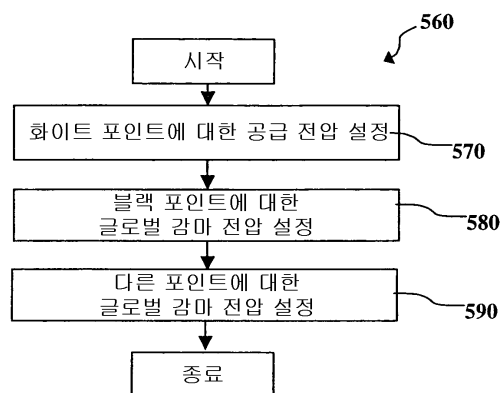 560
시작
화이트 포인트에 대한 공급 전압 설정
570
블랙 포인트에 대한
글로벌 감마 전압 설정
580
다른 포인트에 대한
글로벌 감마 전압 설정
590
종료